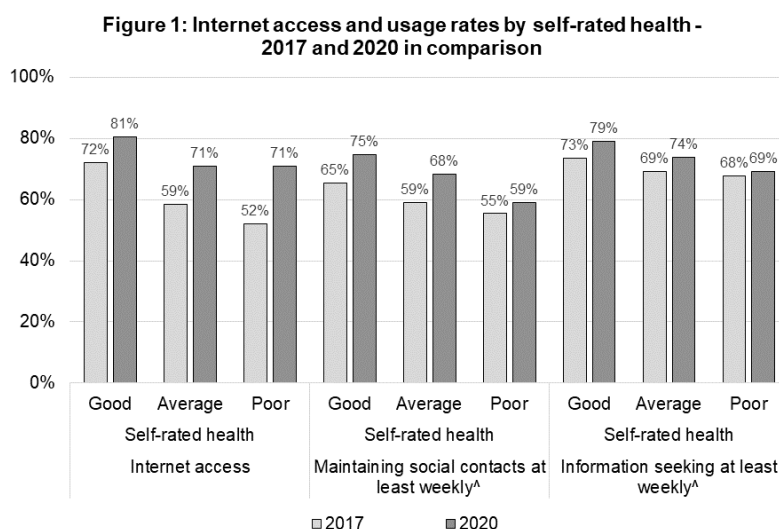 Figure 1: Internet access and usage rates by self-rated health -
2017 and 2020 in comparison
100%
80%
60%
40%
20%
0%
72% 81% 59% 71% 52% 71% 65% 75% 59% 68% 55% 59% 73% 79% 69% 74% 68% 69%
Good Average Poor Good Average Poor Good Average Poor
Self-rated health Self-rated health Self-rated health
Internet access Maintaining social contacts at Information seeking at least
least weekly^ weekly^
2017 2020